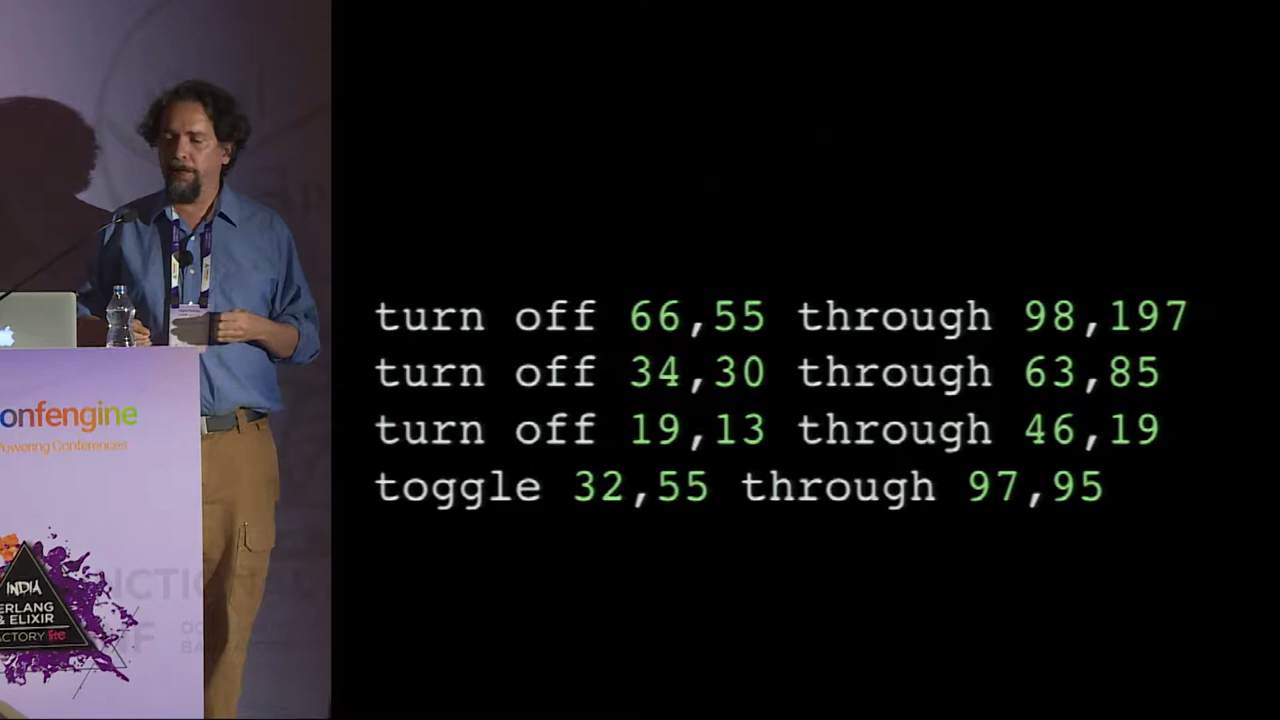 onfengine
Powering Conferences
INDIA
ERLANG
& ELIXIR
ACTORY lite
turn off 66,55 through 98,197
turn off 34,30 through 63,85
turn off 19,13 through 46,19
toggle 32,55 through 97,95